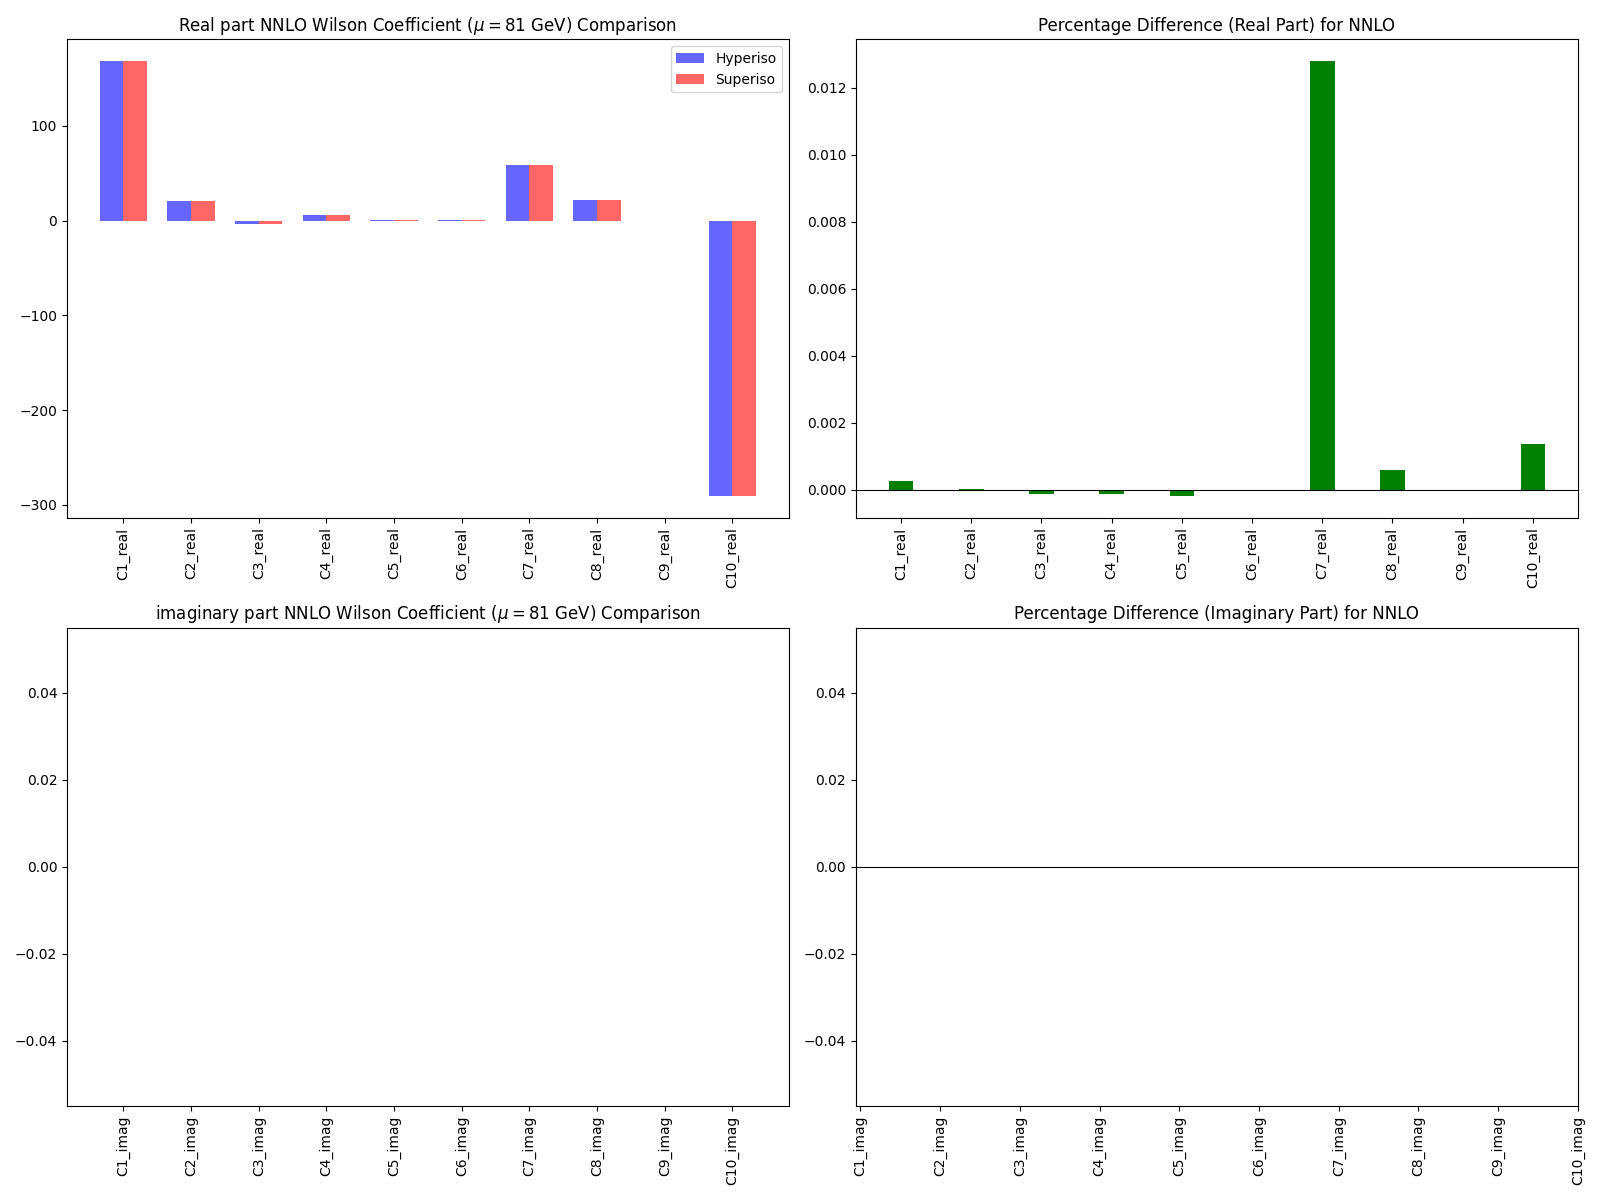 Real part NNLO Wilson Coefficient (μ = 81 GeV) Comparison
Hyperiso
Superiso
100
0
−100
−200
−300
C1_real
C2_real
C3_real
C4_real
C5_real
C6_real
C7_real
C8_real
C9_real
C10_real
Percentage Difference (Real Part) for NNLO
0.012
0.010
0.008
0.006
0.004
0.002
0.000
C1_real
C2_real
C3_real
C4_real
C5_real
C6_real
C7_real
C8_real
C9_real
C10_real
imaginary part NNLO Wilson Coefficient (μ = 81 GeV) Comparison
0.04
0.02
0.00
−0.02
−0.04
C1_imag
C2_imag
C3_imag
C4_imag
C5_imag
C6_imag
C7_imag
C8_imag
C9_imag
C10_imag
Percentage Difference (Imaginary Part) for NNLO
0.04
0.02
0.00
−0.02
−0.04
C1_imag
C2_imag
C3_imag
C4_imag
C5_imag
C6_imag
C7_imag
C8_imag
C9_imag
C10_imag